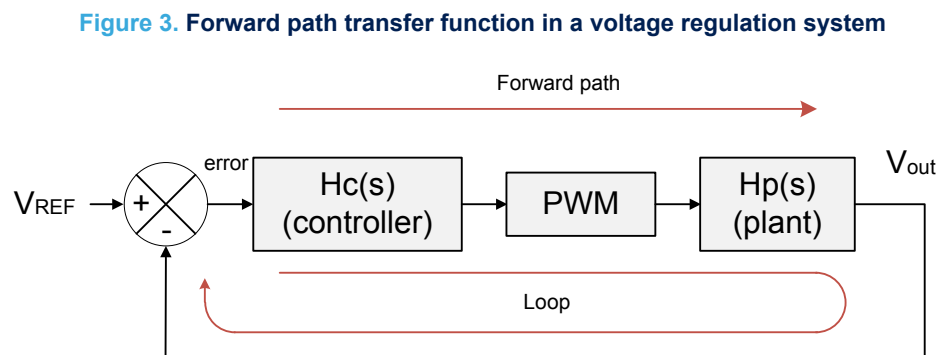 Figure 3. Forward path transfer function in a voltage regulation system
Forward path
error
Vout
VREF
+
-
Hc(s)
(controller)
PWM
Hp(s)
(plant)
Loop